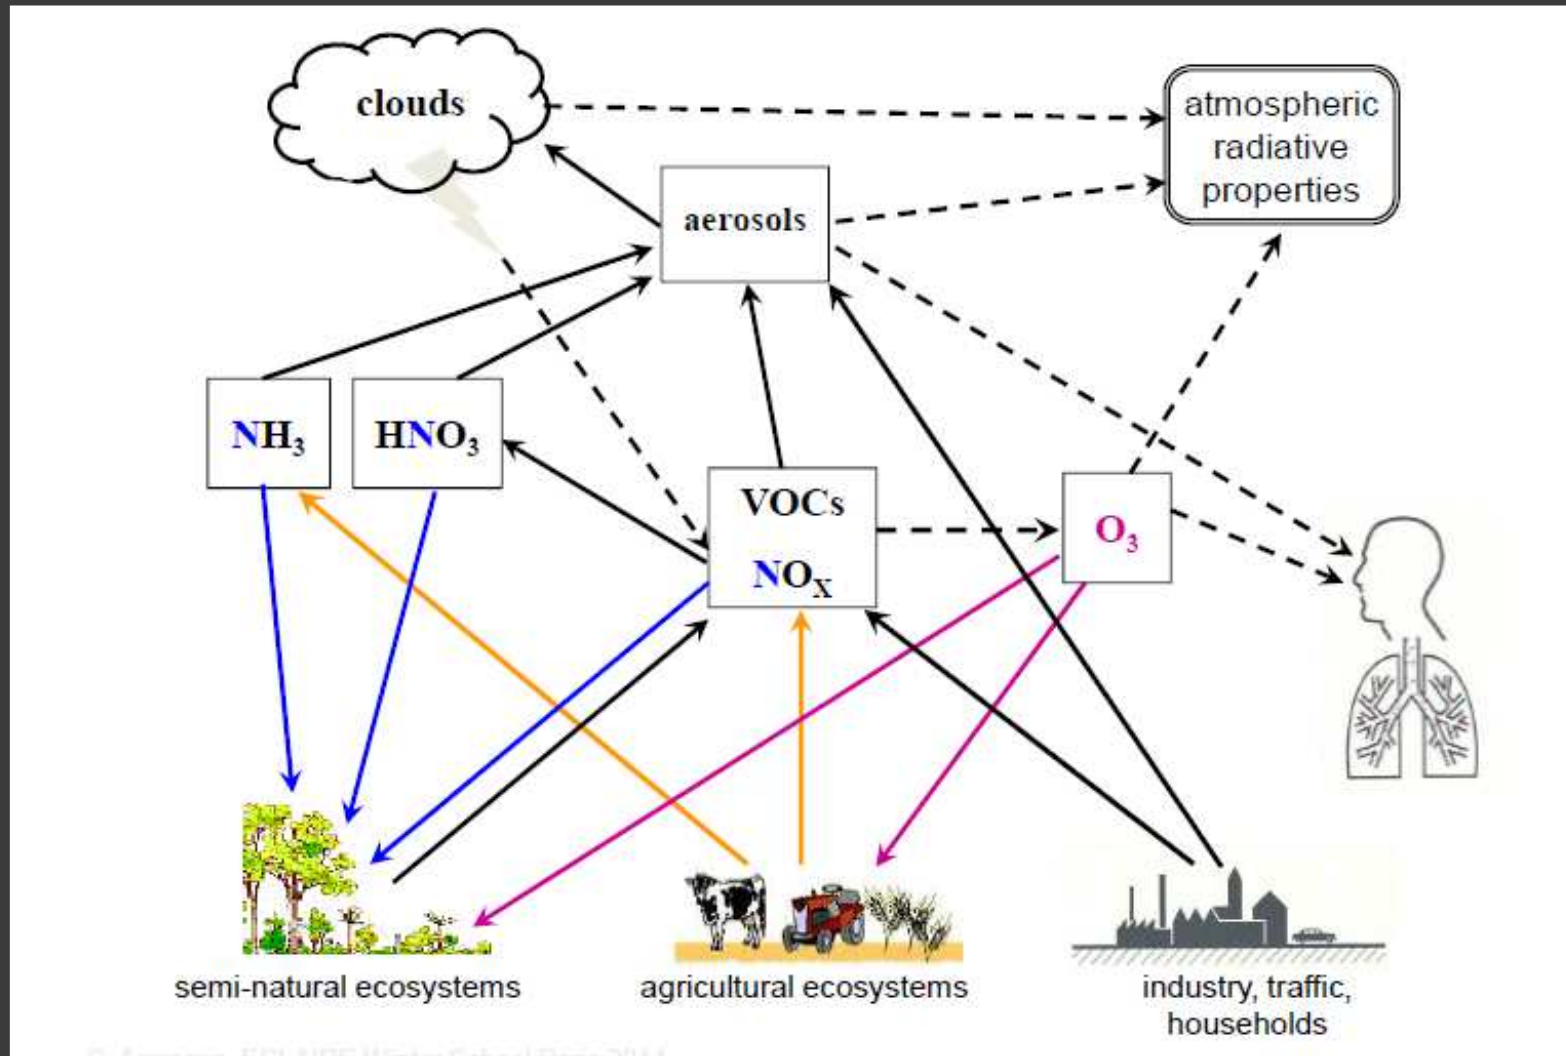 clouds
atmospheric
radiative
properties
aerosols
NH₃
HNO₃
VOCs
NOₓ
O₃
semi-natural ecosystems
agricultural ecosystems
industry, traffic,
households